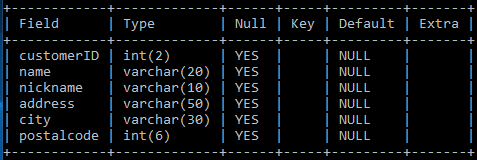 +------------+-------------+------+-----+---------+-------+
| Field      | Type        | Null | Key | Default | Extra |
+------------+-------------+------+-----+---------+-------+
| customerID | int(2)      | YES  |     | NULL    |       |
| name       | varchar(20) | YES  |     | NULL    |       |
| nickname   | varchar(10) | YES  |     | NULL    |       |
| address    | varchar(50) | YES  |     | NULL    |       |
| city       | varchar(30) | YES  |     | NULL    |       |
| postalcode | int(6)      | YES  |     | NULL    |       |
+------------+-------------+------+-----+---------+-------+